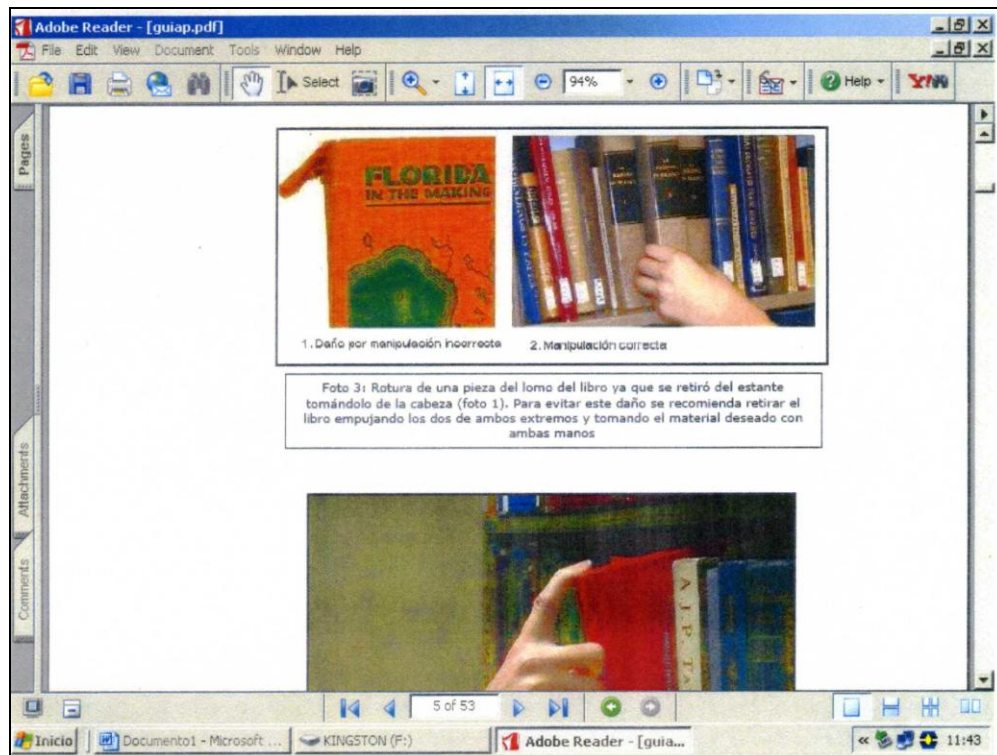 Adobe Reader - [guiap.pdf]
File Edit View Document Tools Window Help
Select 94% Help Y!
Pages
FLORIDA
IN THE MAKING
1. Daño por manipulación incorrecta
2. Manipulación correcta
Foto 3: Rotura de una pieza del lomo del libro ya que se retiró del estante
tomándolo de la cabeza (foto 1). Para evitar este daño se recomienda retirar el
libro empujando los dos de ambos extremos y tomando el material deseado con
ambas manos
Attachments
Comments
A. J. P.
5 of 53
Inicio Documento1 - Microsoft ... KINGSTON (F:) Adobe Reader - [guia... « 11:43